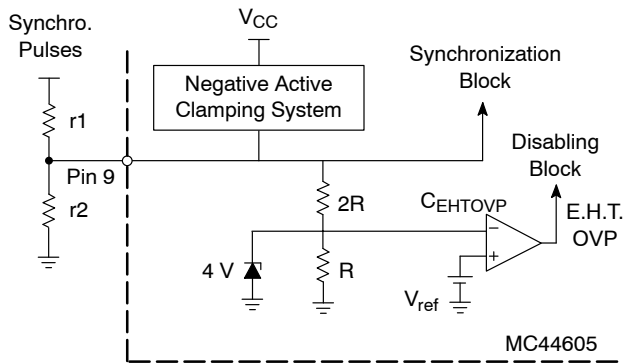 Synchro.
Pulses
VCC
Negative Active
Clamping System
Synchronization
Block
r1
Pin 9
r2
2R
R
4 V
CEHTOVP
Disabling
Block
E.H.T.
OVP
−
+
Vref
MC44605